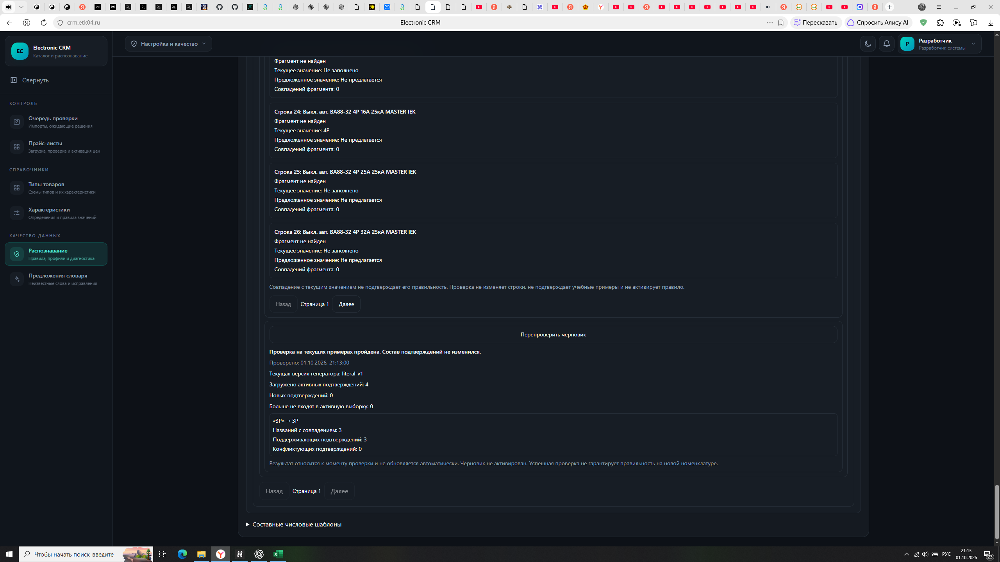 crm.etk04.ru
Electronic CRM
Пересказать
Спросить Алису AI
EC
Electronic CRM
Каталог и распознавание
Свернуть
КОНТРОЛЬ
Очередь проверки
Импорты, ожидающие решения
Прайс-листы
Загрузка, проверка и активация цен
СПРАВОЧНИКИ
Типы товаров
Схемы типов и их характеристики
Характеристики
Определения и правила значений
КАЧЕСТВО ДАННЫХ
Распознавание
Правила, профили и диагностика
Предложения словаря
Неизвестные слова и исправления
Настройка и качество
Р
Разработчик
Разработчик системы
Фрагмент не найден
Текущее значение: Не заполнено
Предложенное значение: Не предлагается
Совпадений фрагмента: 0
Строка 24: Выкл. авт. ВА88-32 4Р 16А 25кА MASTER IEK
Фрагмент не найден
Текущее значение: 4P
Предложенное значение: Не предлагается
Совпадений фрагмента: 0
Строка 25: Выкл. авт. ВА88-32 4Р 25А 25кА MASTER IEK
Фрагмент не найден
Текущее значение: Не заполнено
Предложенное значение: Не предлагается
Совпадений фрагмента: 0
Строка 26: Выкл. авт. ВА88-32 4Р 32А 25кА MASTER IEK
Фрагмент не найден
Текущее значение: Не заполнено
Предложенное значение: Не предлагается
Совпадений фрагмента: 0
Совпадение с текущим значением не подтверждает его правильность. Проверка не изменяет строки, не подтверждает учебные примеры и не активирует правило.
Назад Страница 1 Далее
Перепроверить черновик
Проверка на текущих примерах пройдена. Состав подтверждений не изменился.
Проверено: 01.10.2026, 21:13:00
Текущая версия генератора: literal-v1
Загружено активных подтверждений: 4
Новых подтверждений: 0
Больше не входят в активную выборку: 0
«3P» → 3P
Названий с совпадением: 3
Поддерживающих подтверждений: 3
Конфликтующих подтверждений: 0
Результат относится к моменту проверки и не обновляется автоматически. Черновик не активирован. Успешная проверка не гарантирует правильность на новой номенклатуре.
Назад Страница 1 Далее
Составные числовые шаблоны
Чтобы начать поиск, введите
РУС
21:13
01.10.2026
23